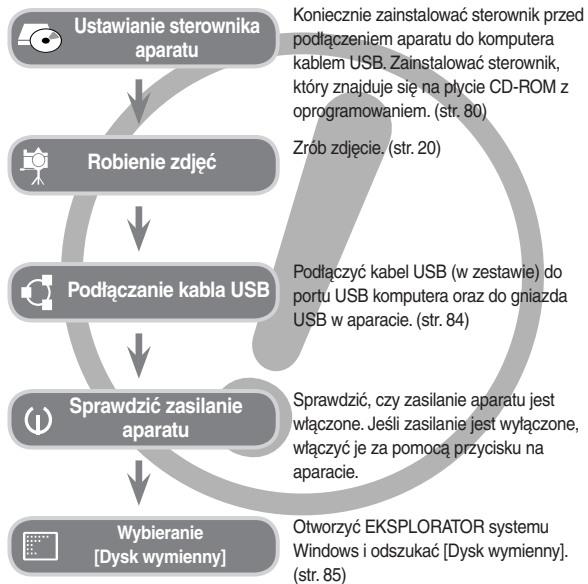 Ustawianie sterownika
aparatu
Koniecznie zainstalować sterownik przed
podłączeniem aparatu do komputera
kablem USB. Zainstalować sterownik,
który znajduje się na płycie CD-ROM z
oprogramowaniem. (str. 80)
Robienie zdjęć
Zrób zdjęcie. (str. 20)
Podłączanie kabla USB
Podłączyć kabel USB (w zestawie) do
portu USB komputera oraz do gniazda
USB w aparacie. (str. 84)
Sprawdzić zasilanie
aparatu
Sprawdzić, czy zasilanie aparatu jest
włączone. Jeśli zasilanie jest wyłączone,
włączyć je za pomocą przycisku na
aparacie.
Wybieranie
[Dysk wymienny]
Otworzyć EKSPLORATOR systemu
Windows i odszukać [Dysk wymienny].
(str. 85)